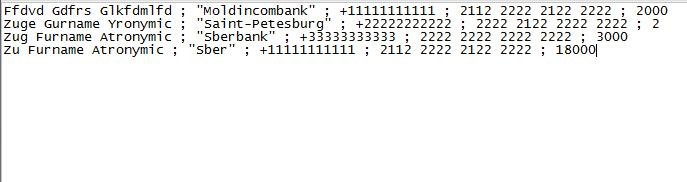 Ffdvd Gdfrs Glkfdmlfd ; "Moldincombank" ; +11111111111 ; 2112 2222 2122 2222 ; 2000
Zuge Gurname Yronymic ; "Saint-Petesburg" ; +22222222222 ; 2222 2122 2222 2222 ; 2
Zug Furname Atronymic ; "Sberbank" ; +33333333333 ; 2222 2222 2222 2222 ; 3000
Zu Furname Atronymic ; "Sber" ; +11111111111 ; 2112 2222 2122 2222 ; 18000